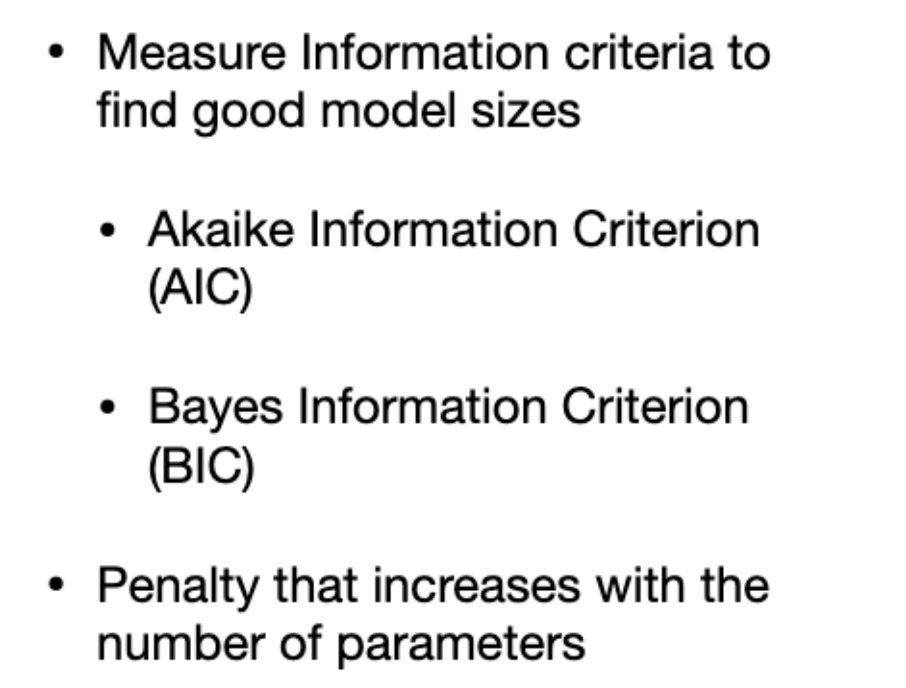 • Measure Information criteria to
find good model sizes
• Akaike Information Criterion
(AIC)
• Bayes Information Criterion
(BIC)
• Penalty that increases with the
number of parameters